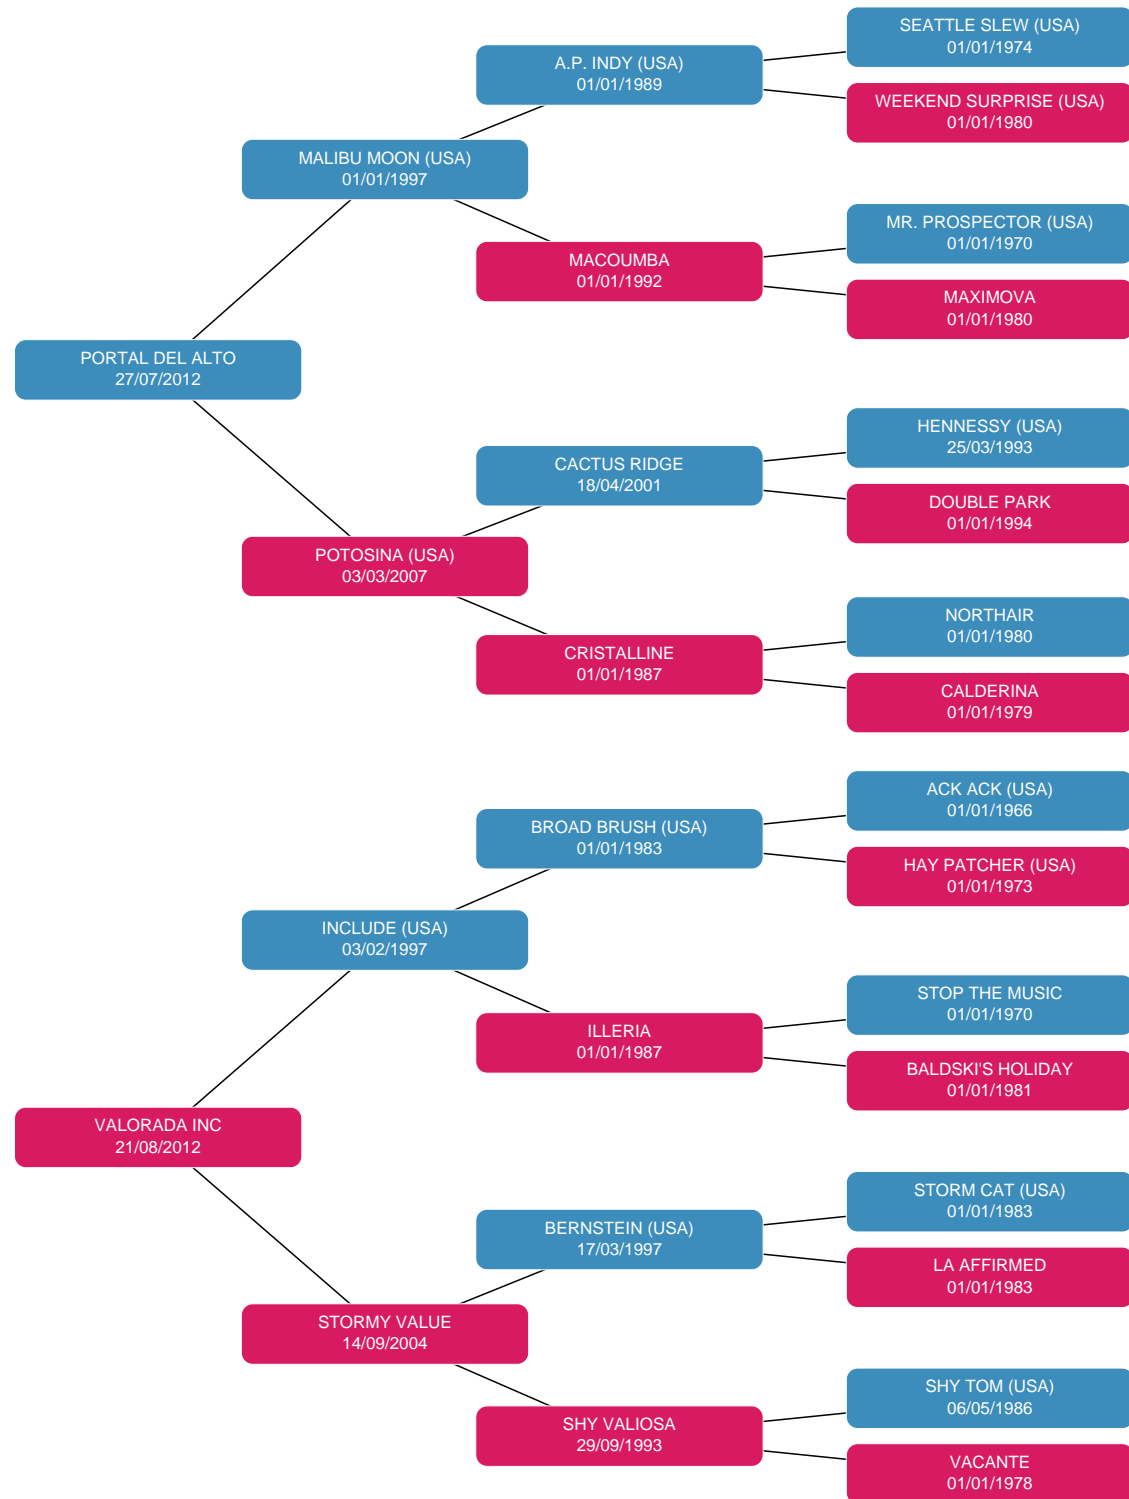 SEATTLE SLEW (USA)
01/01/1974
A.P. INDY (USA)
01/01/1989
WEEKEND SURPRISE (USA)
01/01/1980
MALIBU MOON (USA)
01/01/1997
MR. PROSPECTOR (USA)
01/01/1970
MACOUMBA
01/01/1992
MAXIMOVA
01/01/1980
PORTAL DEL ALTO
27/07/2012
HENNESSY (USA)
25/03/1993
CACTUS RIDGE
18/04/2001
DOUBLE PARK
01/01/1994
POTOSINA (USA)
03/03/2007
NORTHAIR
01/01/1980
CRISTALLINE
01/01/1987
CALDERINA
01/01/1979
ACK ACK (USA)
01/01/1966
BROAD BRUSH (USA)
01/01/1983
HAY PATCHER (USA)
01/01/1973
INCLUDE (USA)
03/02/1997
STOP THE MUSIC
01/01/1970
ILLERIA
01/01/1987
BALDSKI'S HOLIDAY
01/01/1981
VALORADA INC
21/08/2012
STORM CAT (USA)
01/01/1983
BERNSTEIN (USA)
17/03/1997
LA AFFIRMED
01/01/1983
STORMY VALUE
14/09/2004
SHY TOM (USA)
06/05/1986
SHY VALIOSA
29/09/1993
VACANTE
01/01/1978